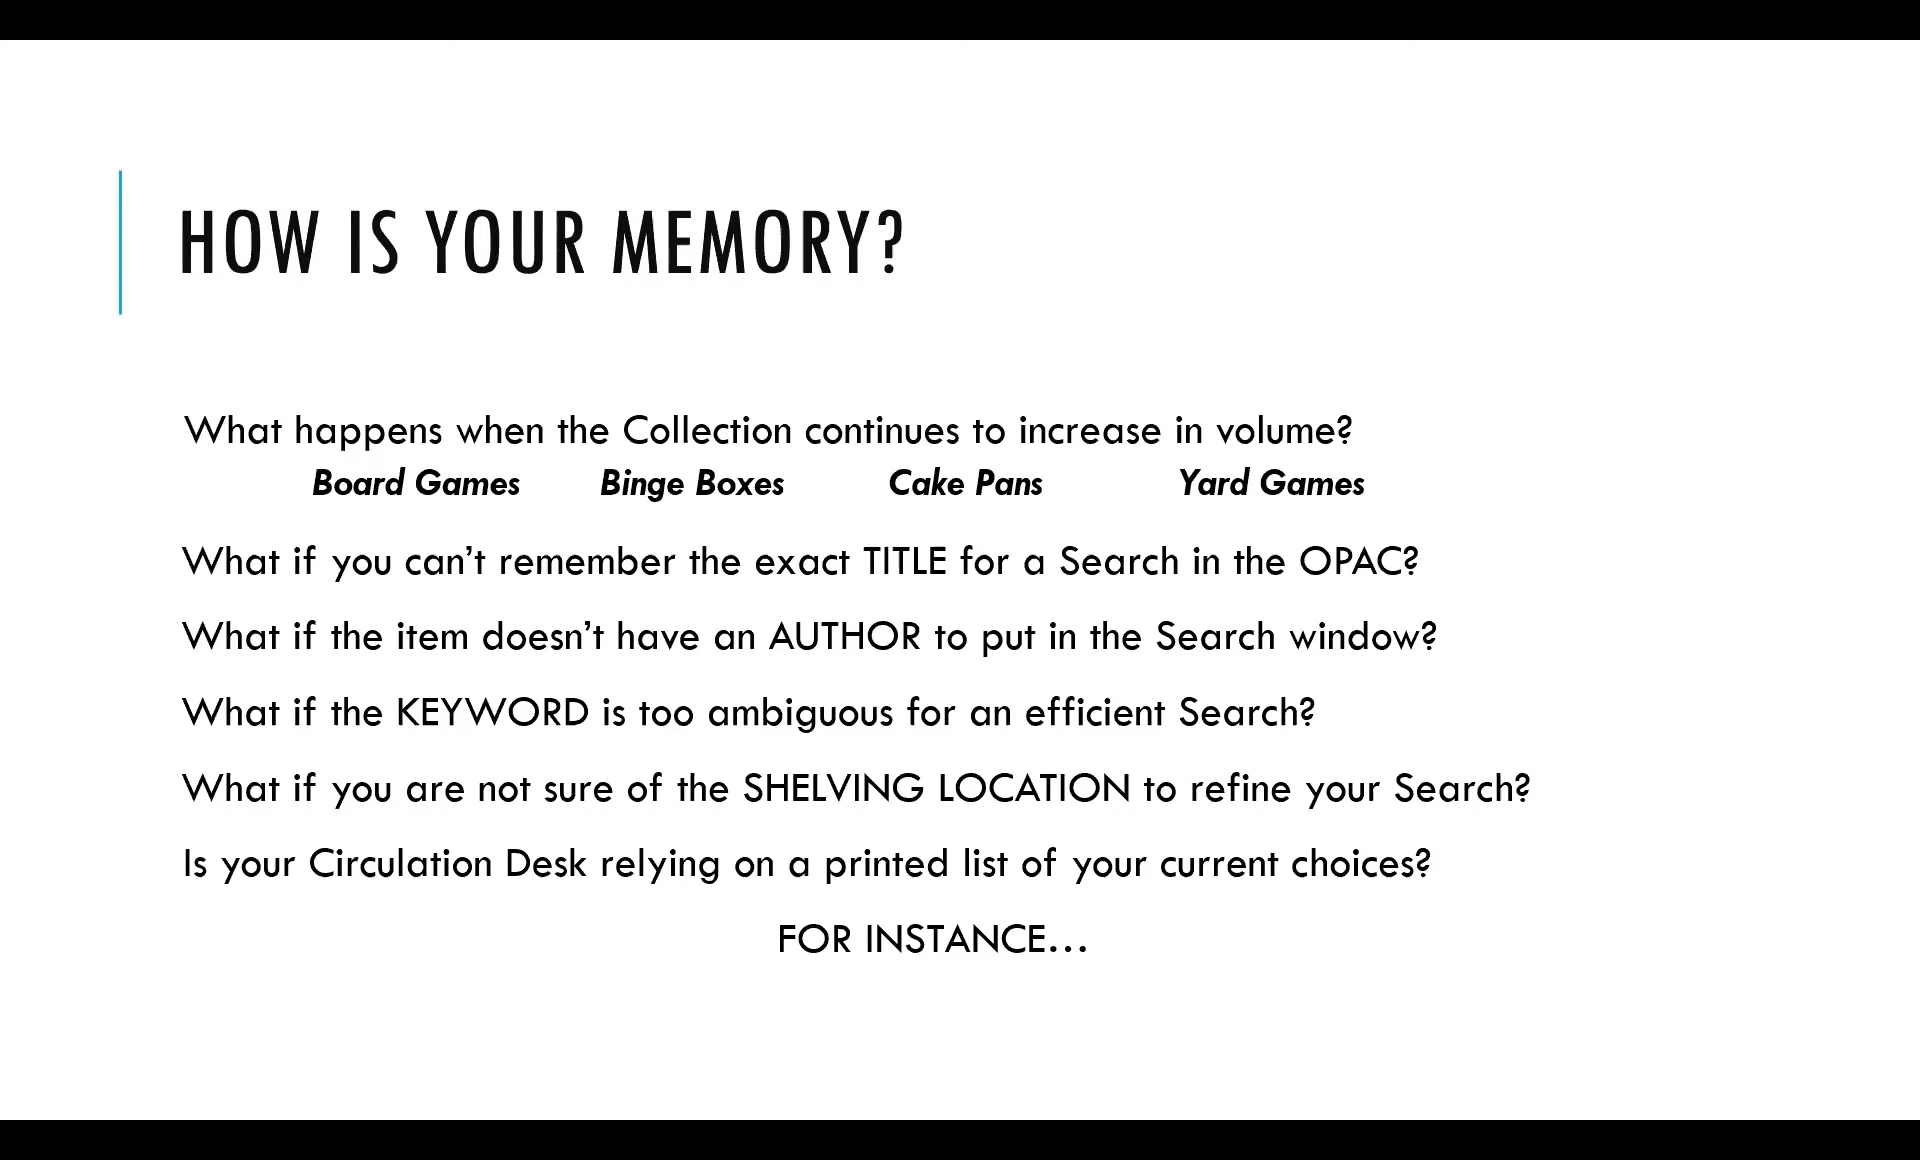 HOW IS YOUR MEMORY?
What happens when the Collection continues to increase in volume?
Board Games Binge Boxes Cake Pans Yard Games
What if you can’t remember the exact TITLE for a Search in the OPAC?
What if the item doesn’t have an AUTHOR to put in the Search window?
What if the KEYWORD is too ambiguous for an efficient Search?
What if you are not sure of the SHELVING LOCATION to refine your Search?
Is your Circulation Desk relying on a printed list of your current choices?
FOR INSTANCE…